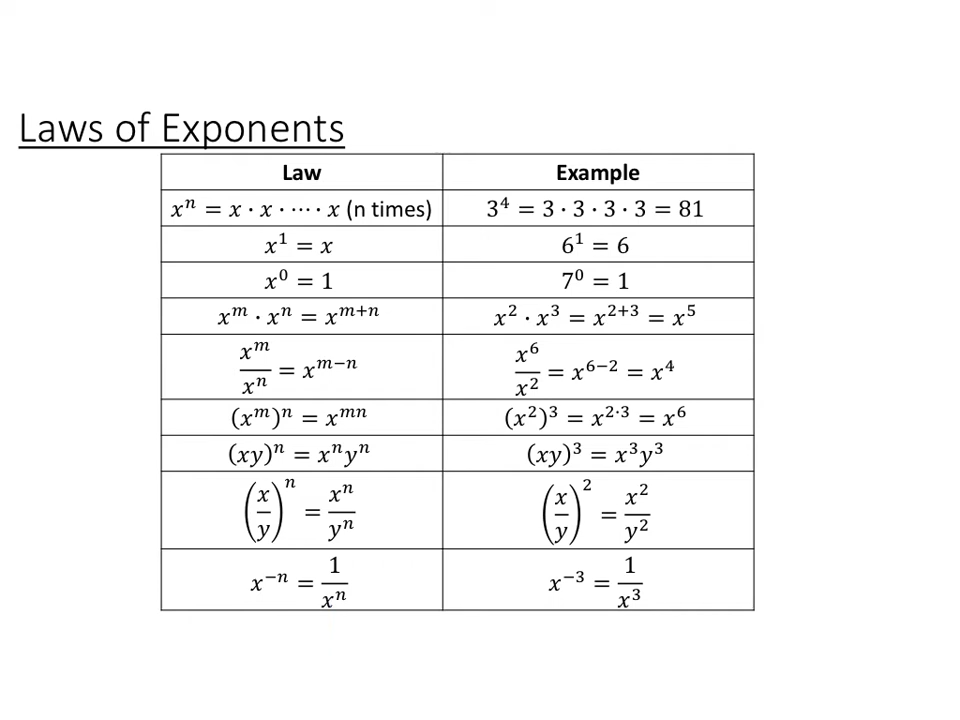 Laws of Exponents
Law Example
xⁿ = x · x · ⋯ · x (n times) 3⁴ = 3 · 3 · 3 · 3 = 81
x¹ = x 6¹ = 6
x⁰ = 1 7⁰ = 1
xᵐ · xⁿ = xᵐ⁺ⁿ x² · x³ = x²⁺³ = x⁵
xᵐ/xⁿ = xᵐ⁻ⁿ x⁶/x² = x⁶⁻² = x⁴
(xᵐ)ⁿ = xᵐⁿ (x²)³ = x²·³ = x⁶
(xy)ⁿ = xⁿyⁿ (xy)³ = x³y³
(x/y)ⁿ = xⁿ/yⁿ (x/y)² = x²/y²
x⁻ⁿ = 1/xⁿ x⁻³ = 1/x³